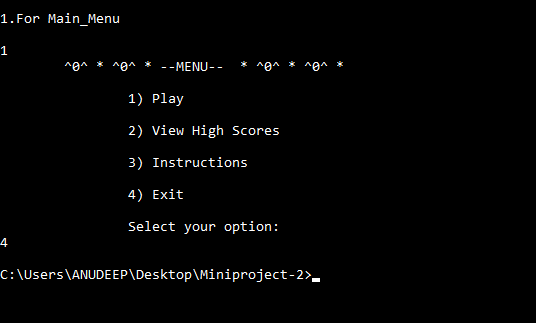 1.For Main_Menu
1
^0^ * ^0^ * --MENU-- * ^0^ * ^0^ *
1) Play
2) View High Scores
3) Instructions
4) Exit
Select your option:
4
C:\Users\ANUDEEP\Desktop\Miniproject-2>